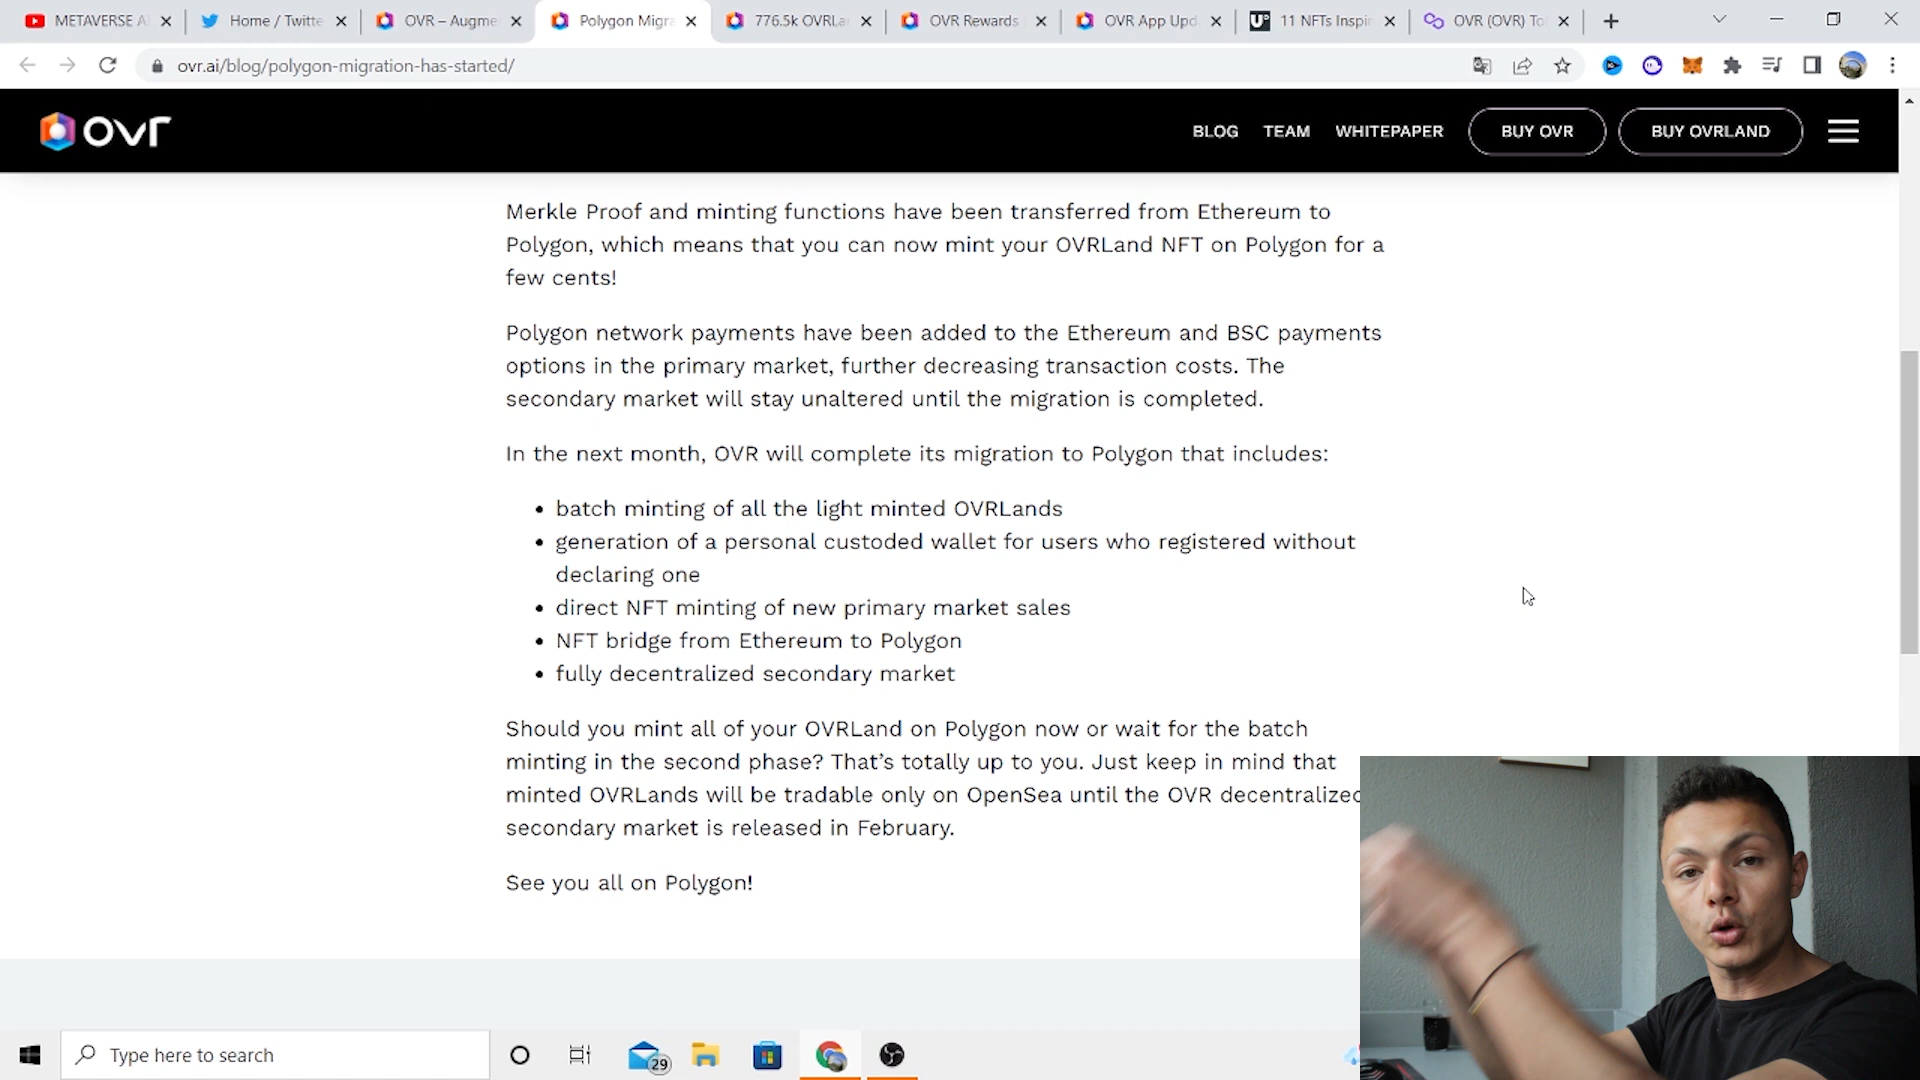 METAVERSE A
Home / Twitte
OVR – Augme
Polygon Migra
776.5k OVRLa
OVR Rewards
OVR App Upd
11 NFTs Inspi
OVR (OVR) To
ovr.ai/blog/polygon-migration-has-started/
ovr
BLOG
TEAM
WHITEPAPER
BUY OVR
BUY OVRLAND
Merkle Proof and minting functions have been transferred from Ethereum to
Polygon, which means that you can now mint your OVRLand NFT on Polygon for a
few cents!
Polygon network payments have been added to the Ethereum and BSC payments
options in the primary market, further decreasing transaction costs. The
secondary market will stay unaltered until the migration is completed.
In the next month, OVR will complete its migration to Polygon that includes:
• batch minting of all the light minted OVRLands
• generation of a personal custoded wallet for users who registered without
declaring one
• direct NFT minting of new primary market sales
• NFT bridge from Ethereum to Polygon
• fully decentralized secondary market
Should you mint all of your OVRLand on Polygon now or wait for the batch
minting in the second phase? That's totally up to you. Just keep in mind that
minted OVRLands will be tradable only on OpenSea until the OVR decentralized
secondary market is released in February.
See you all on Polygon!
Type here to search
29